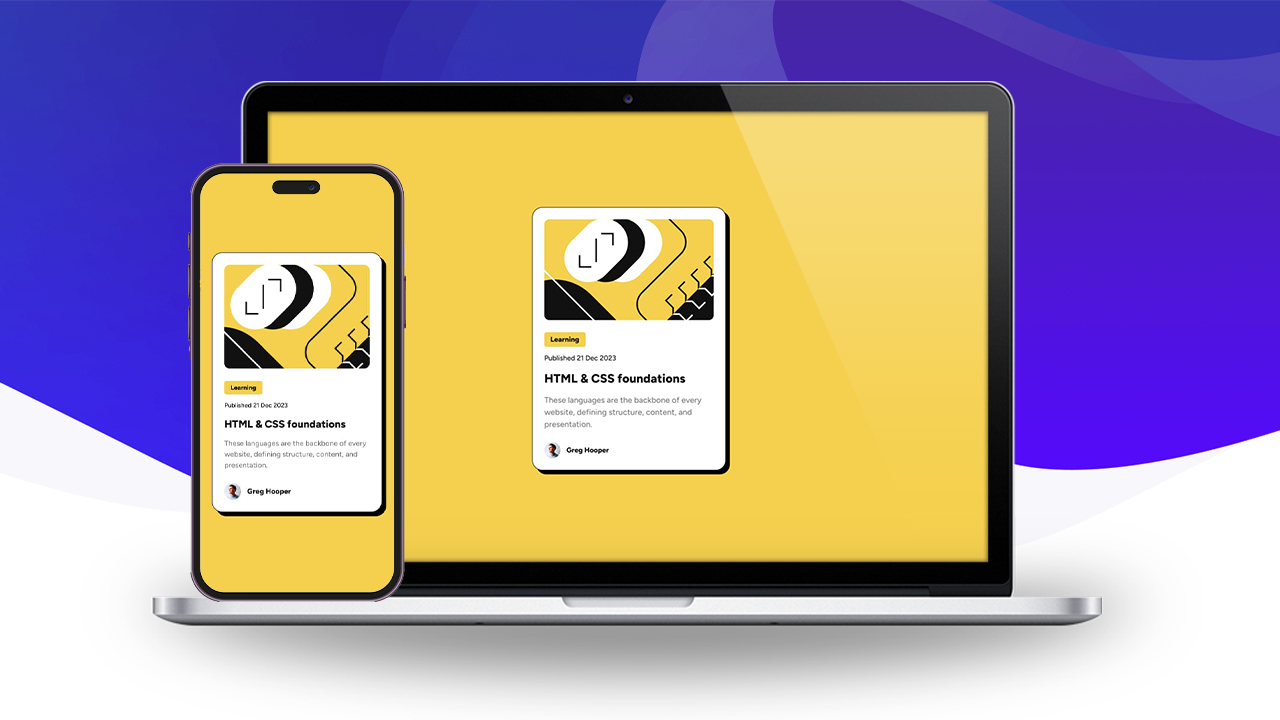 Learning
Published 21 Dec 2023
HTML & CSS foundations
These languages are the backbone of every
website, defining structure, content, and
presentation.
Greg Hooper
Learning
Published 21 Dec 2023
HTML & CSS foundations
These languages are the backbone of every
website, defining structure, content, and
presentation.
Greg Hooper